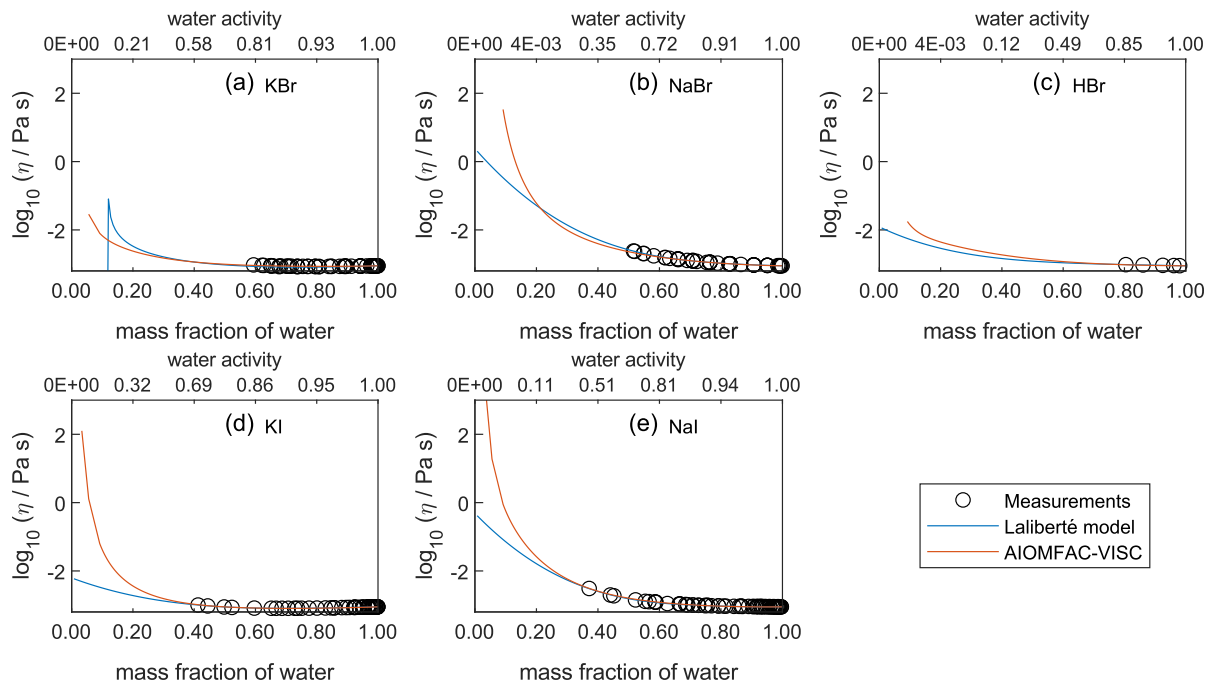 water activity
0E+00 0.21 0.58 0.81 0.93 1.00
(a) KBr
log10 (η / Pa s)
2
0
-2
0.00 0.20 0.40 0.60 0.80 1.00
mass fraction of water
water activity
0E+00 4E-03 0.35 0.72 0.91 1.00
(b) NaBr
log10 (η / Pa s)
2
0
-2
0.00 0.20 0.40 0.60 0.80 1.00
mass fraction of water
water activity
0E+00 4E-03 0.12 0.49 0.85 1.00
(c) HBr
log10 (η / Pa s)
2
0
-2
0.00 0.20 0.40 0.60 0.80 1.00
mass fraction of water
water activity
0E+00 0.32 0.69 0.86 0.95 1.00
(d) KI
log10 (η / Pa s)
2
0
-2
0.00 0.20 0.40 0.60 0.80 1.00
mass fraction of water
water activity
0E+00 0.11 0.51 0.81 0.94 1.00
(e) NaI
log10 (η / Pa s)
2
0
-2
0.00 0.20 0.40 0.60 0.80 1.00
mass fraction of water
Measurements
Laliberté model
AIOMFAC-VISC